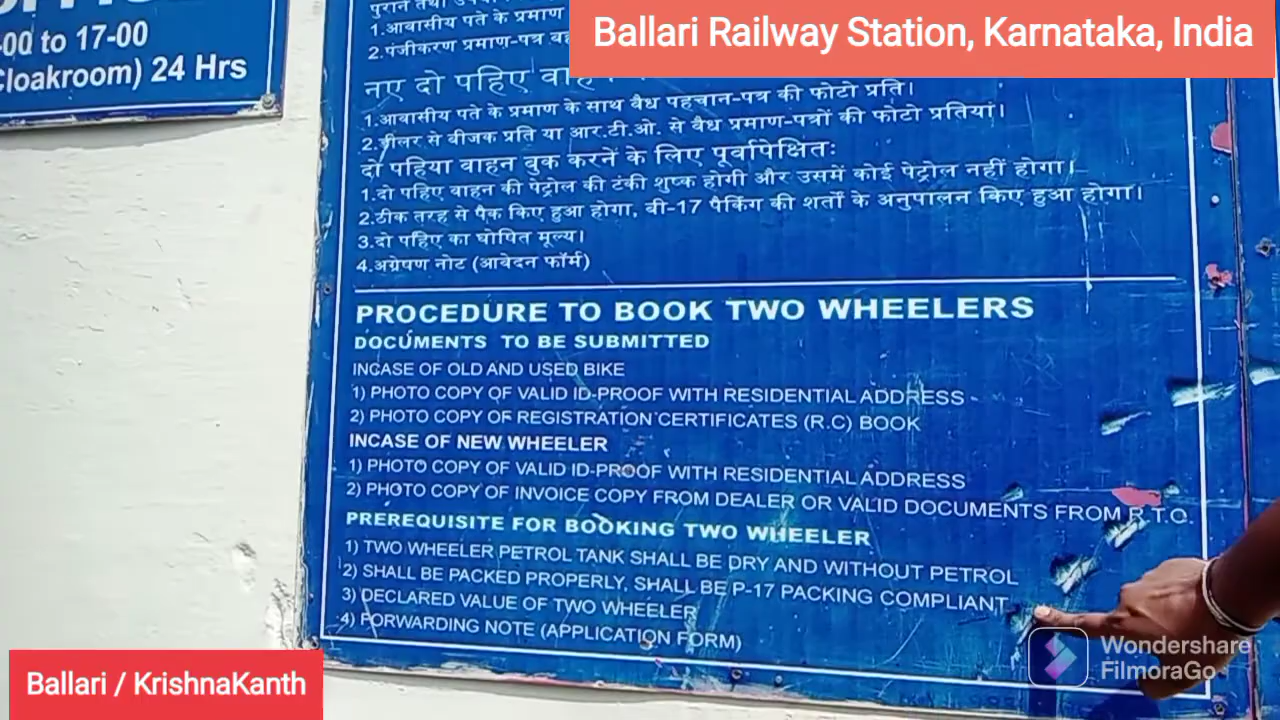 -00 to 17-00
Cloakroom) 24 Hrs
Ballari Railway Station, Karnataka, India
1.आवासीय पते के प्रमाण
2.पंजीकरण प्रमाण-पत्र
नए दो पहिए
1.आवासीय पते के प्रमाण के साथ वैध पहचान-पत्र की फोटो प्रति।
2.डीलर से बीजक प्रति या आर.टी.ओ. से वैध प्रमाण-पत्रों की फोटो प्रतियां।
दो पहिया वाहन बुक करनें के लिए पूर्वापेक्षितः
1.दो पहिए वाहन की पेट्रोल की टंकी शुष्क होगी और उसमें कोई पेट्रोल नहीं होगा।
2.ठीक तरह से पैक किए हुआ होगा, बी-17 पैकिंग की शर्तों के अनुपालन किए हुआ होगा।
3.दो पहिए का घोषित मूल्य।
4.अग्रेषण नोट (आवेदन फॉर्म)
PROCEDURE TO BOOK TWO WHEELERS
DOCUMENTS TO BE SUBMITTED
INCASE OF OLD AND USED BIKE
1) PHOTO COPY OF VALID ID-PROOF WITH RESIDENTIAL ADDRESS
2) PHOTO COPY OF REGISTRATION CERTIFICATES (R.C) BOOK
INCASE OF NEW WHEELER
1) PHOTO COPY OF VALID ID-PROOF WITH RESIDENTIAL ADDRESS
2) PHOTO COPY OF INVOICE COPY FROM DEALER OR VALID DOCUMENTS FROM R.T.O.
PREREQUISITE FOR BOOKING TWO WHEELER
1) TWO WHEELER PETROL TANK SHALL BE DRY AND WITHOUT PETROL
2) SHALL BE PACKED PROPERLY, SHALL BE P-17 PACKING COMPLIANT
3) DECLARED VALUE OF TWO WHEELER
4) FORWARDING NOTE (APPLICATION FORM)
Wondershare
FilmoraGo
Ballari / KrishnaKanth